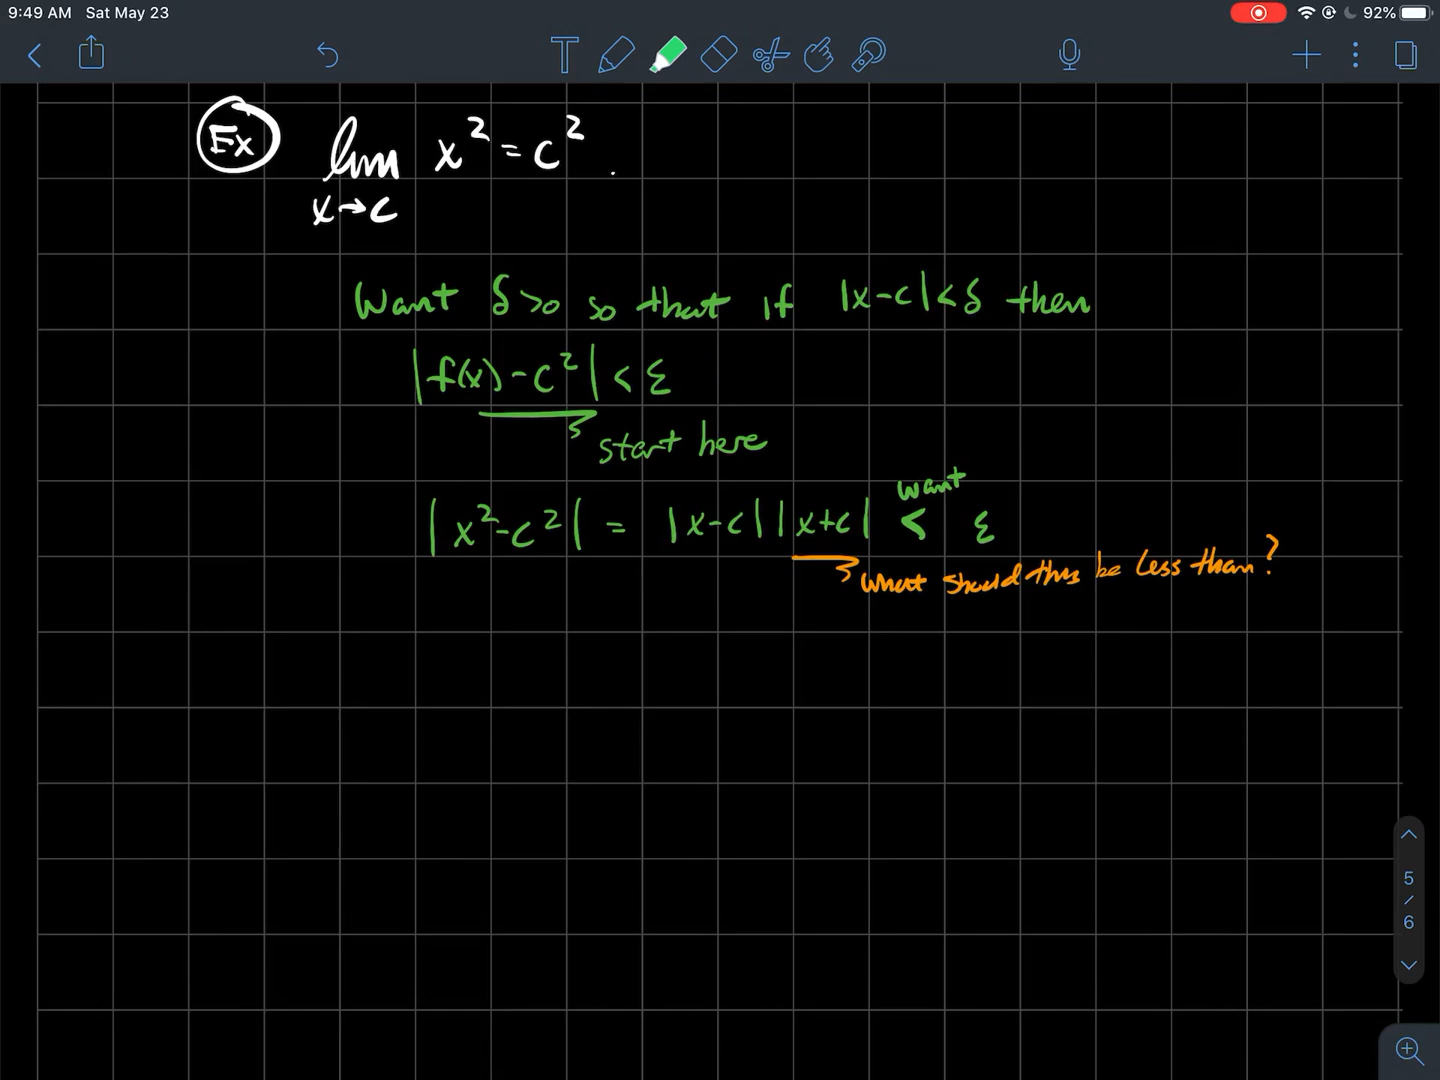 9:49 AM Sat May 23
92%
T
Ex lim x² = c² .
x→c
Want δ>0 so that if |x-c|<δ then
|f(x) - c²| < ε
start here
want
|x²-c²| = |x-c| |x+c| < ε
what should this be less than?
5
/
6